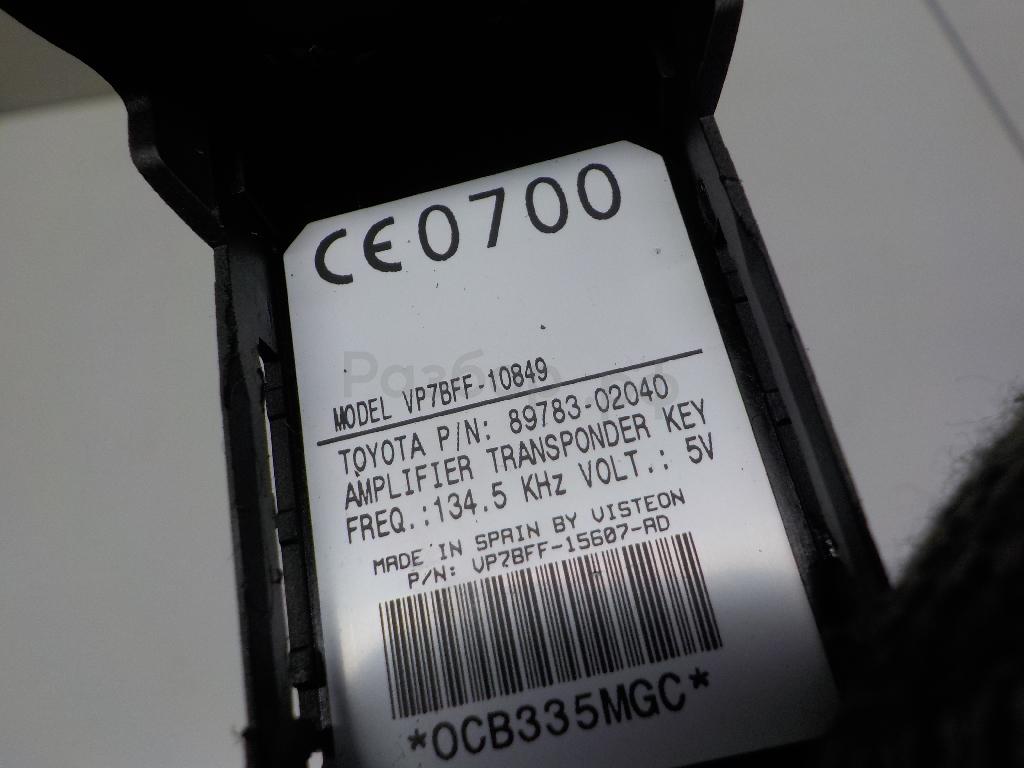 CE0700
MODEL VP7BFF-10849
TOYOTA P/N: 89783-02040
AMPLIFIER TRANSPONDER KEY
FREQ.:134.5 KHz VOLT.: 5V
MADE IN SPAIN BY VISTEON
P/N: VP7BFF-15607-AD
*OCB335MGC*